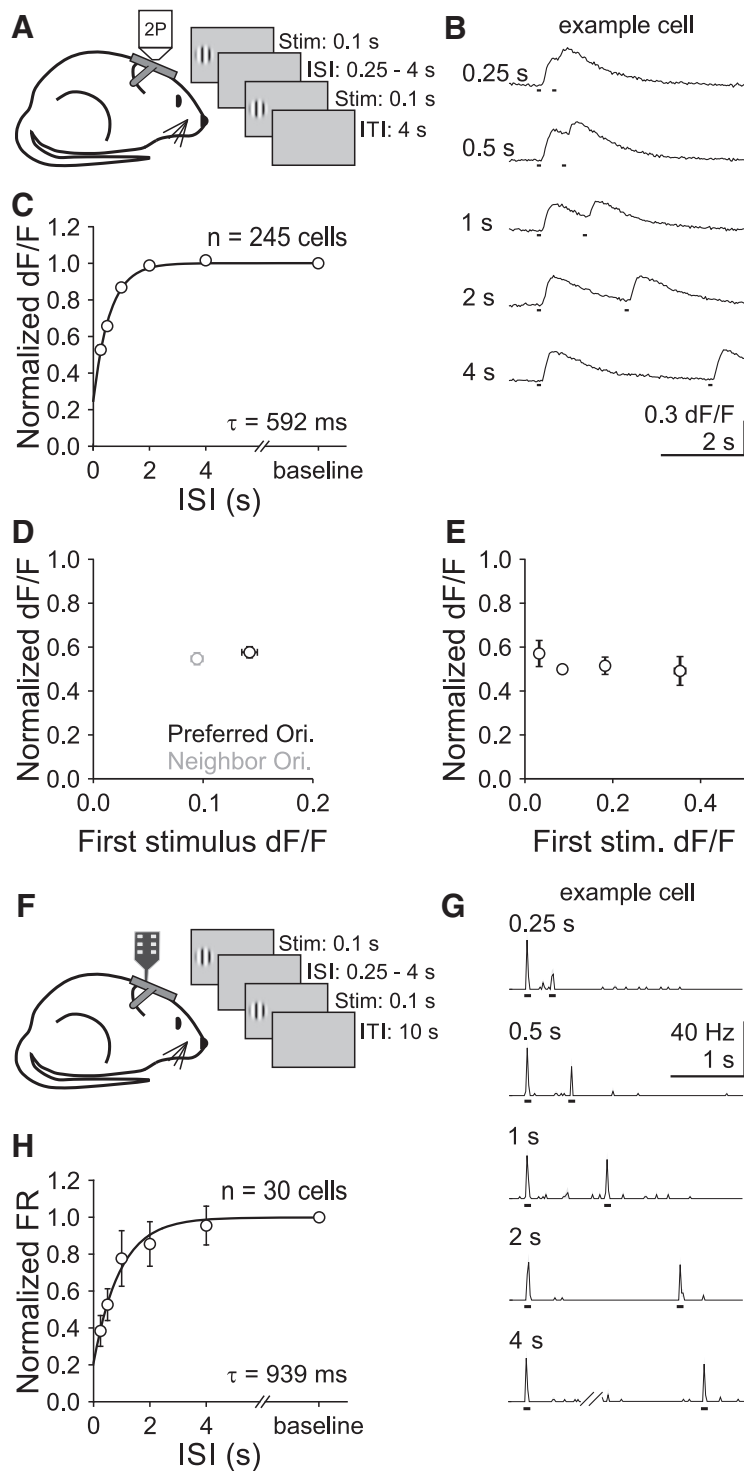 A
2P
Stim: 0.1 s
ISI: 0.25 - 4 s
Stim: 0.1 s
ITI: 4 s
B
example cell
0.25 s
0.5 s
1 s
2 s
4 s
0.3 dF/F
2 s
C
Normalized dF/F
1.2
1.0
0.8
0.6
0.4
0.2
0.0
n = 245 cells
τ = 592 ms
0
2
4
baseline
ISI (s)
D
Normalized dF/F
1.0
0.8
0.6
0.4
0.2
0.0
Preferred Ori.
Neighbor Ori.
0.0
0.1
0.2
First stimulus dF/F
E
Normalized dF/F
1.0
0.8
0.6
0.4
0.2
0.0
0.0
0.2
0.4
First stim. dF/F
F
Stim: 0.1 s
ISI: 0.25 - 4 s
Stim: 0.1 s
ITI: 10 s
G
example cell
0.25 s
0.5 s
40 Hz
1 s
1 s
2 s
4 s
H
Normalized FR
1.2
1.0
0.8
0.6
0.4
0.2
0.0
n = 30 cells
τ = 939 ms
0
2
4
baseline
ISI (s)